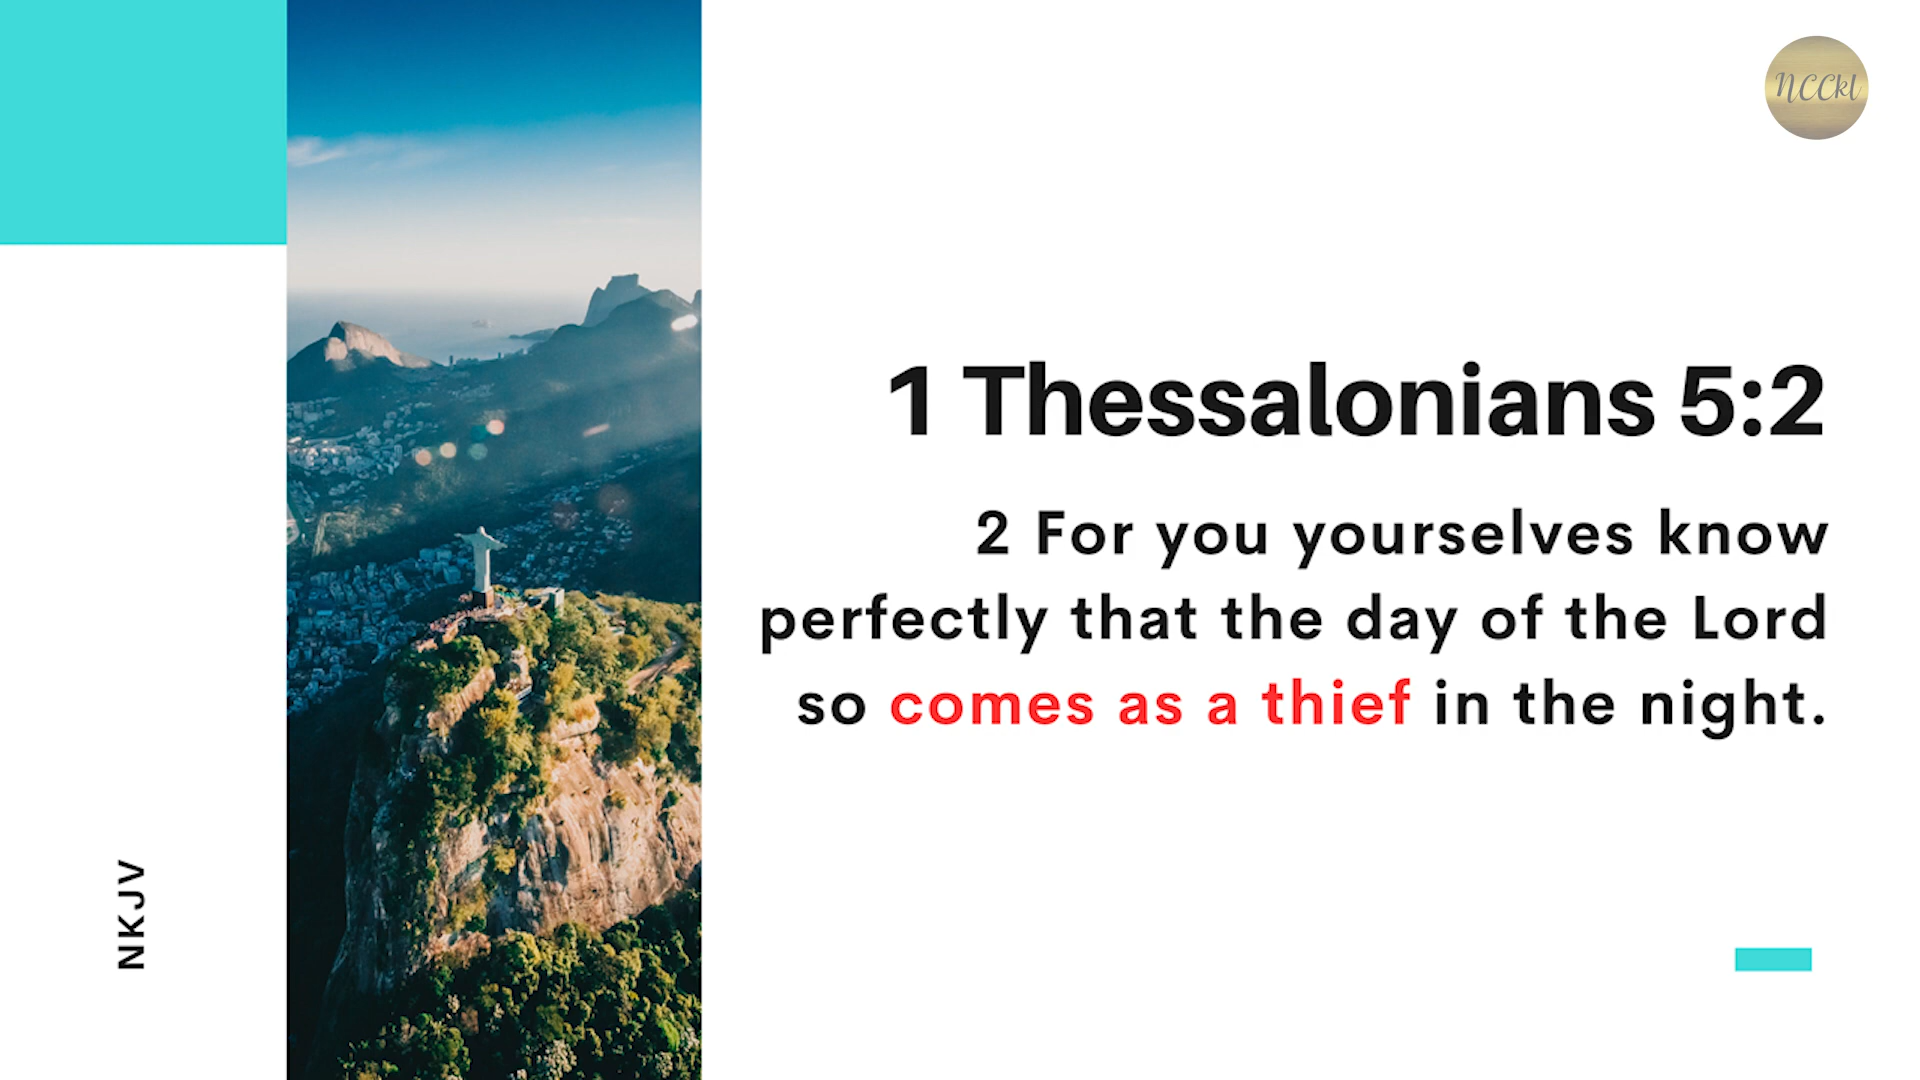 NCCkl
1 Thessalonians 5:2
2 For you yourselves know
perfectly that the day of the Lord
so comes as a thief in the night.
NKJV